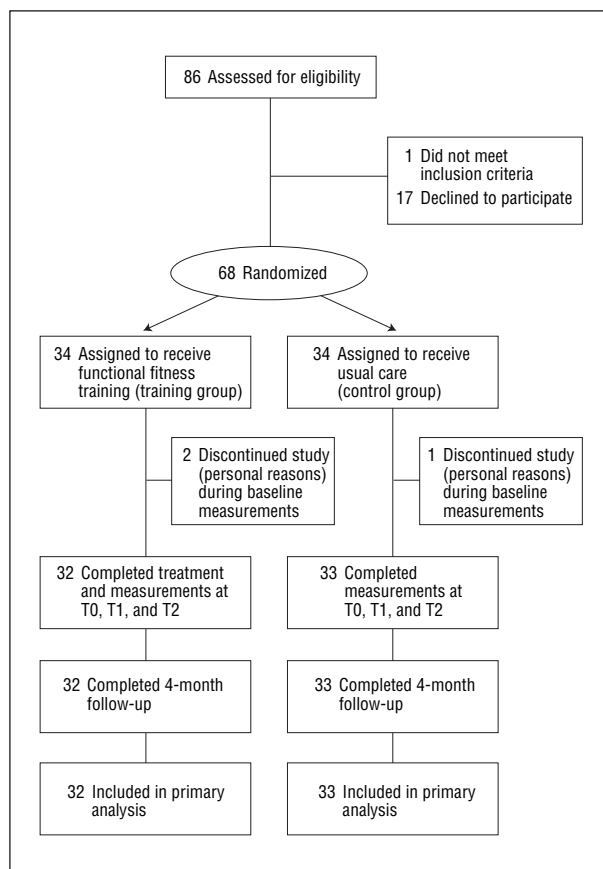 86 Assessed for eligibility
1 Did not meet
inclusion criteria
17 Declined to participate
68 Randomized
34 Assigned to receive
functional fitness
training (training group)
34 Assigned to receive
usual care
(control group)
2 Discontinued study
(personal reasons)
during baseline
measurements
1 Discontinued study
(personal reasons)
during baseline
measurements
32 Completed treatment
and measurements at
T0, T1, and T2
33 Completed
measurements at
T0, T1, and T2
32 Completed 4-month
follow-up
33 Completed 4-month
follow-up
32 Included in primary
analysis
33 Included in primary
analysis